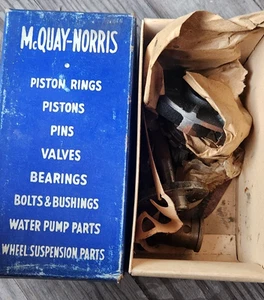 McQUAY-NORRIS
PISTON RINGS
PISTONS
PINS
VALVES
BEARINGS
BOLTS & BUSHINGS
WATER PUMP PARTS
WHEEL SUSPENSION PARTS